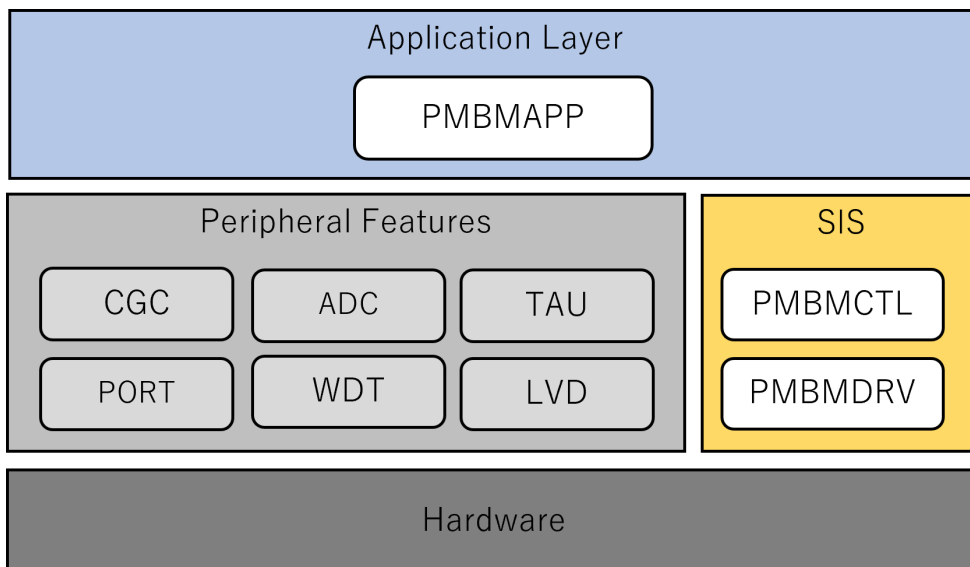 Application Layer
PMBMAPP
Peripheral Features
CGC
ADC
TAU
PORT
WDT
LVD
SIS
PMBMCTL
PMBMDRV
Hardware